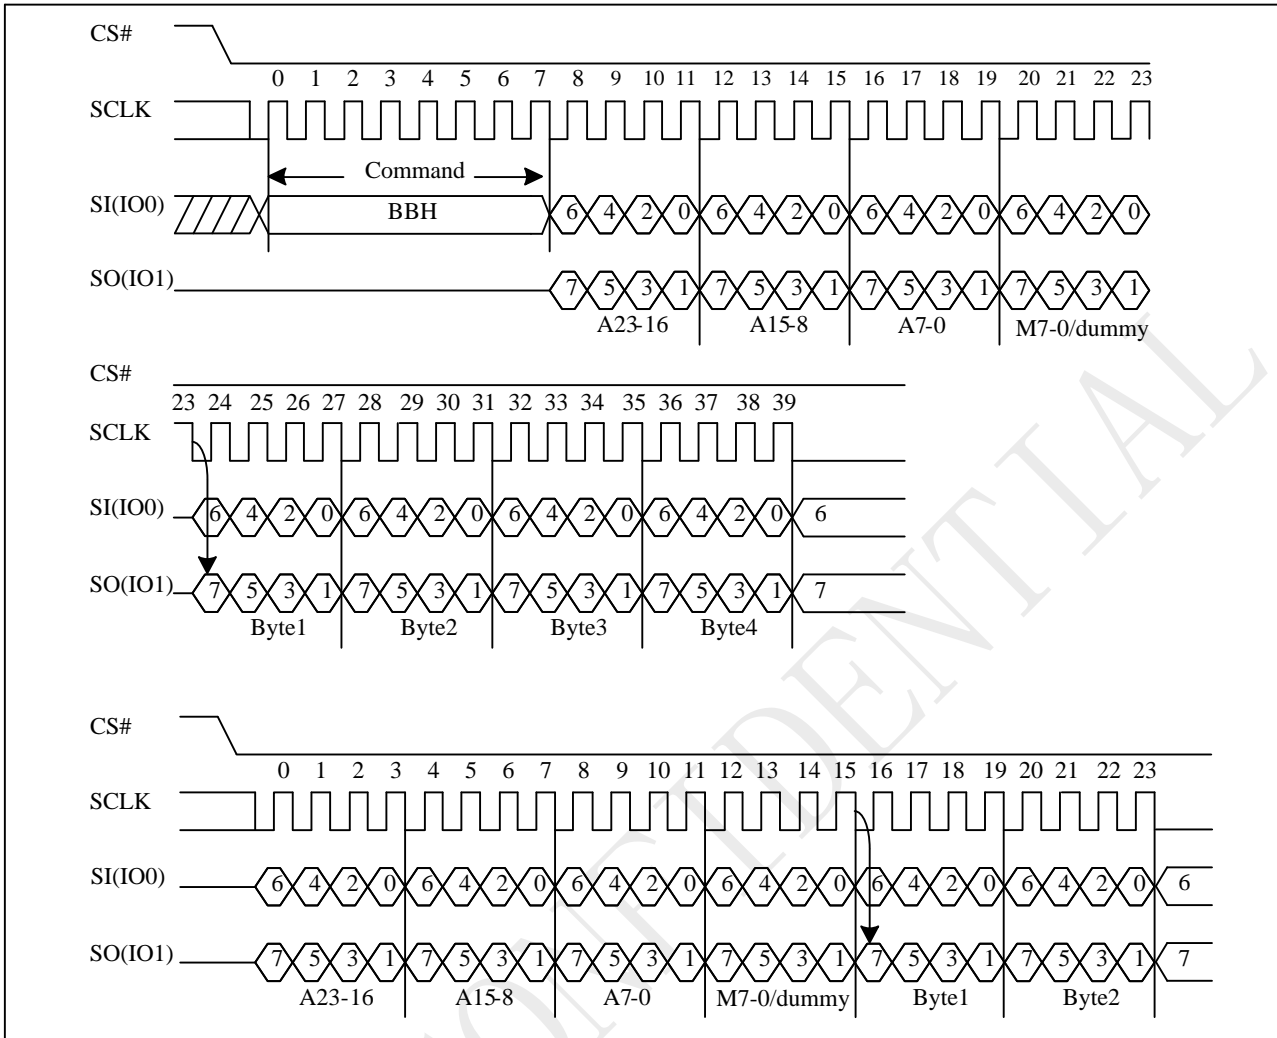 CS#
0 1 2 3 4 5 6 7 8 9 10 11 12 13 14 15 16 17 18 19 20 21 22 23
SCLK
Command
SI(IO0) BBH 6 4 2 0 6 4 2 0 6 4 2 0 6 4 2 0
SO(IO1) 7 5 3 1 7 5 3 1 7 5 3 1 7 5 3 1
A23-16 A15-8 A7-0 M7-0/dummy
CS#
23 24 25 26 27 28 29 30 31 32 33 34 35 36 37 38 39
SCLK
SI(IO0) 6 4 2 0 6 4 2 0 6 4 2 0 6 4 2 0 6
SO(IO1) 7 5 3 1 7 5 3 1 7 5 3 1 7 5 3 1 7
Byte1 Byte2 Byte3 Byte4
CS#
0 1 2 3 4 5 6 7 8 9 10 11 12 13 14 15 16 17 18 19 20 21 22 23
SCLK
SI(IO0) 6 4 2 0 6 4 2 0 6 4 2 0 6 4 2 0 6 4 2 0 6 4 2 0 6
SO(IO1) 7 5 3 1 7 5 3 1 7 5 3 1 7 5 3 1 7 5 3 1 7 5 3 1 7
A23-16 A15-8 A7-0 M7-0/dummy Byte1 Byte2
ONFIDENTIAL